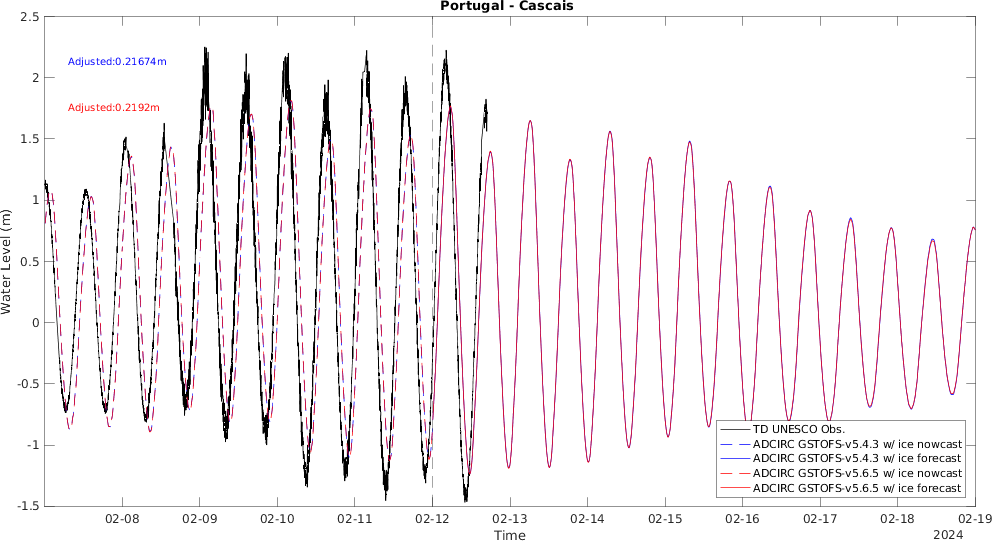 Portugal - Cascais
2.5
2
1.5
1
0.5
0
-0.5
-1
-1.5
Water Level (m)
Adjusted:0.21674m
Adjusted:0.2192m
TD UNESCO Obs.
ADCIRC GSTOFS-v5.4.3 w/ ice nowcast
ADCIRC GSTOFS-v5.4.3 w/ ice forecast
ADCIRC GSTOFS-v5.6.5 w/ ice nowcast
ADCIRC GSTOFS-v5.6.5 w/ ice forecast
02-08 02-09 02-10 02-11 02-12 02-13 02-14 02-15 02-16 02-17 02-18 02-19
Time
2024